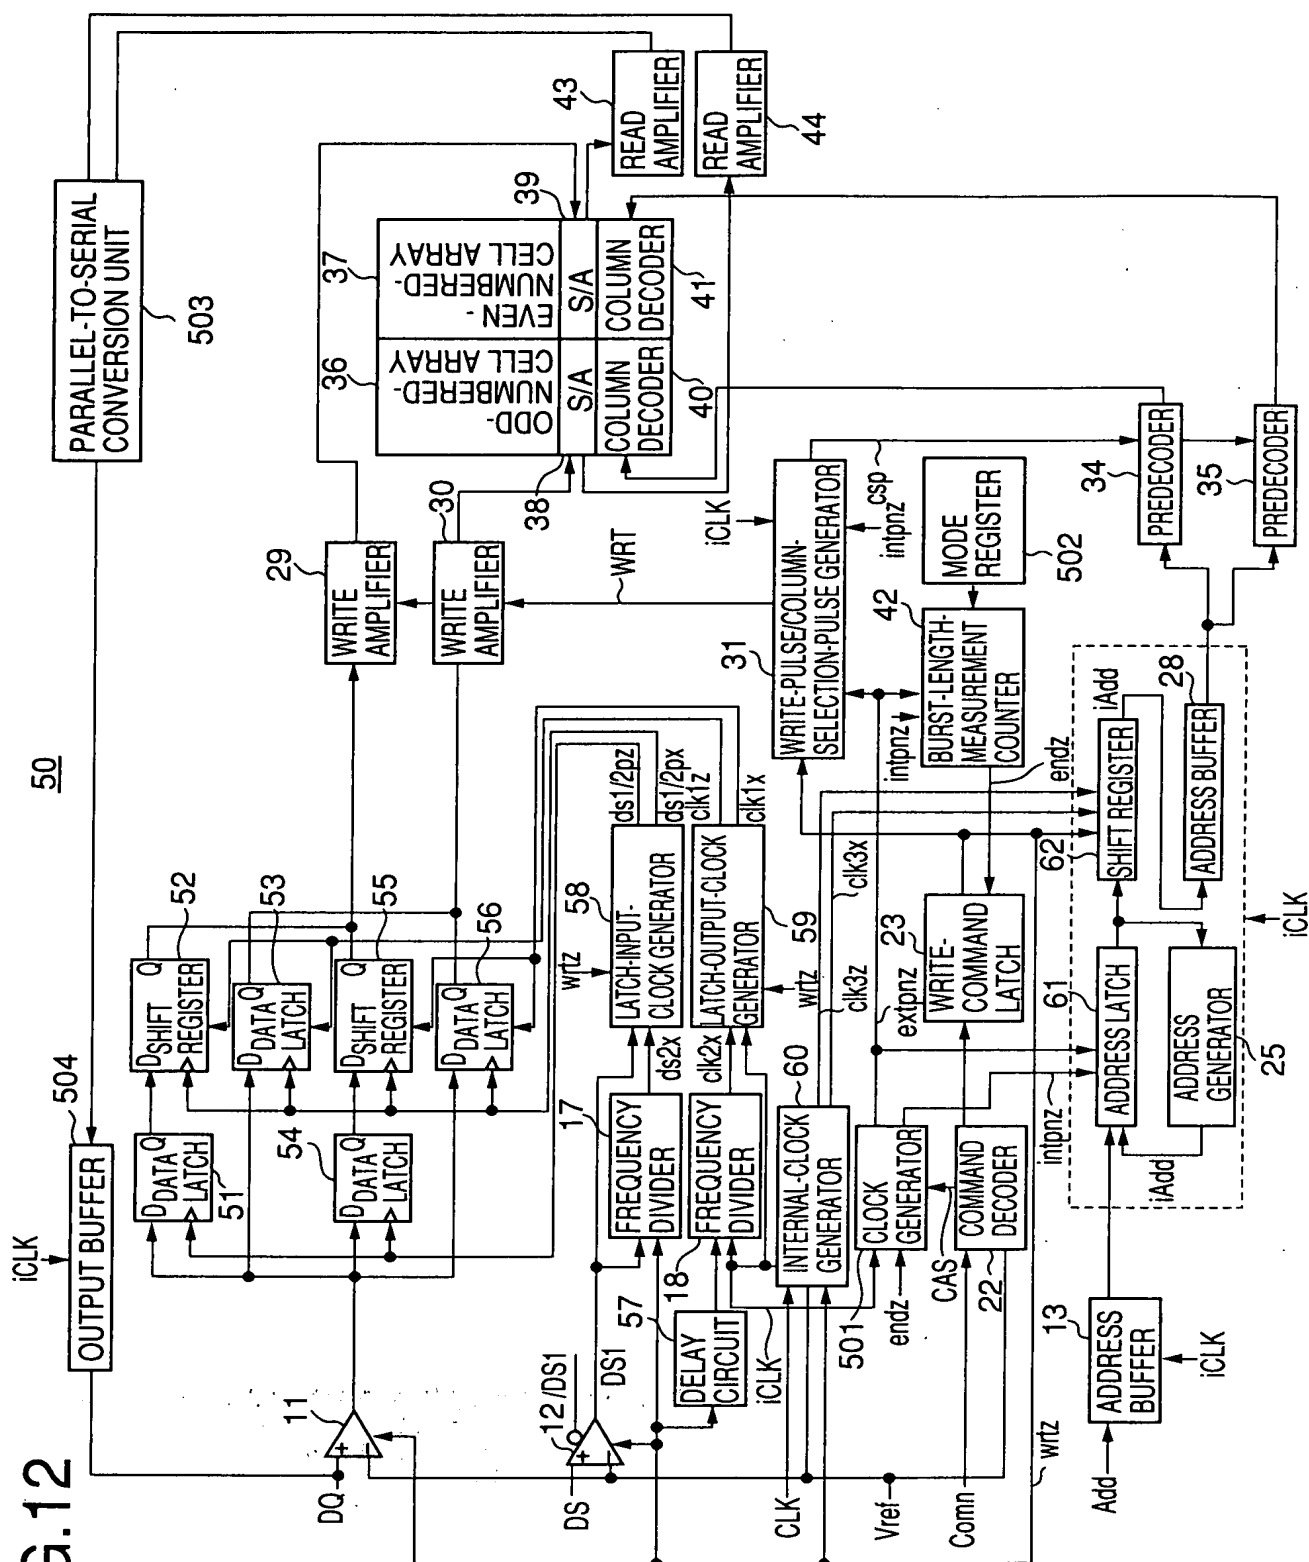 G.12
50
iCLK
504
OUTPUT BUFFER
PARALLEL-TO-SERIAL
CONVERSION UNIT
503
DQ
+
−
11
D
DATA
LATCH
Q
51
D
SHIFT
REGISTER
Q
52
D
DATA
LATCH
Q
53
D
DATA
LATCH
Q
54
D
SHIFT
REGISTER
Q
55
D
DATA
LATCH
Q
56
29
WRITE
AMPLIFIER
30
WRITE
AMPLIFIER
WRT
36
ODD-
NUMBERED-
CELL ARRAY
37
EVEN-
NUMBERED-
CELL ARRAY
38
S/A
S/A
39
COLUMN
DECODER
40
COLUMN
DECODER
41
READ
AMPLIFIER
43
READ
AMPLIFIER
44
DS
+
−
12
/DS1
DS1
57
DELAY
CIRCUIT
iCLK
17
FREQUENCY
DIVIDER
ds2x
18
FREQUENCY
DIVIDER
clk2x
wrtz
58
LATCH-INPUT-
CLOCK GENERATOR
ds1/2pz
ds1/2px
LATCH-OUTPUT-CLOCK
GENERATOR
59
wrtz
clk1z
clk1x
CLK
INTERNAL-CLOCK
GENERATOR
60
clk3z
clk3x
Vref
501
endz
CLOCK
GENERATOR
extpnz
intpnz
CAS
Comn
COMMAND
DECODER
22
23
WRITE-
COMMAND
LATCH
31
WRITE-PULSE/COLUMN-
SELECTION-PULSE GENERATOR
iCLK
intpnz
csp
intpnz
42
BURST-LENGTH-
MEASUREMENT
COUNTER
endz
MODE
REGISTER
502
wrtz
Add
13
ADDRESS
BUFFER
iCLK
61
ADDRESS LATCH
iAdd
ADDRESS
GENERATOR
25
62
SHIFT REGISTER
iAdd
28
ADDRESS BUFFER
iCLK
34
PREDECODER
35
PREDECODER